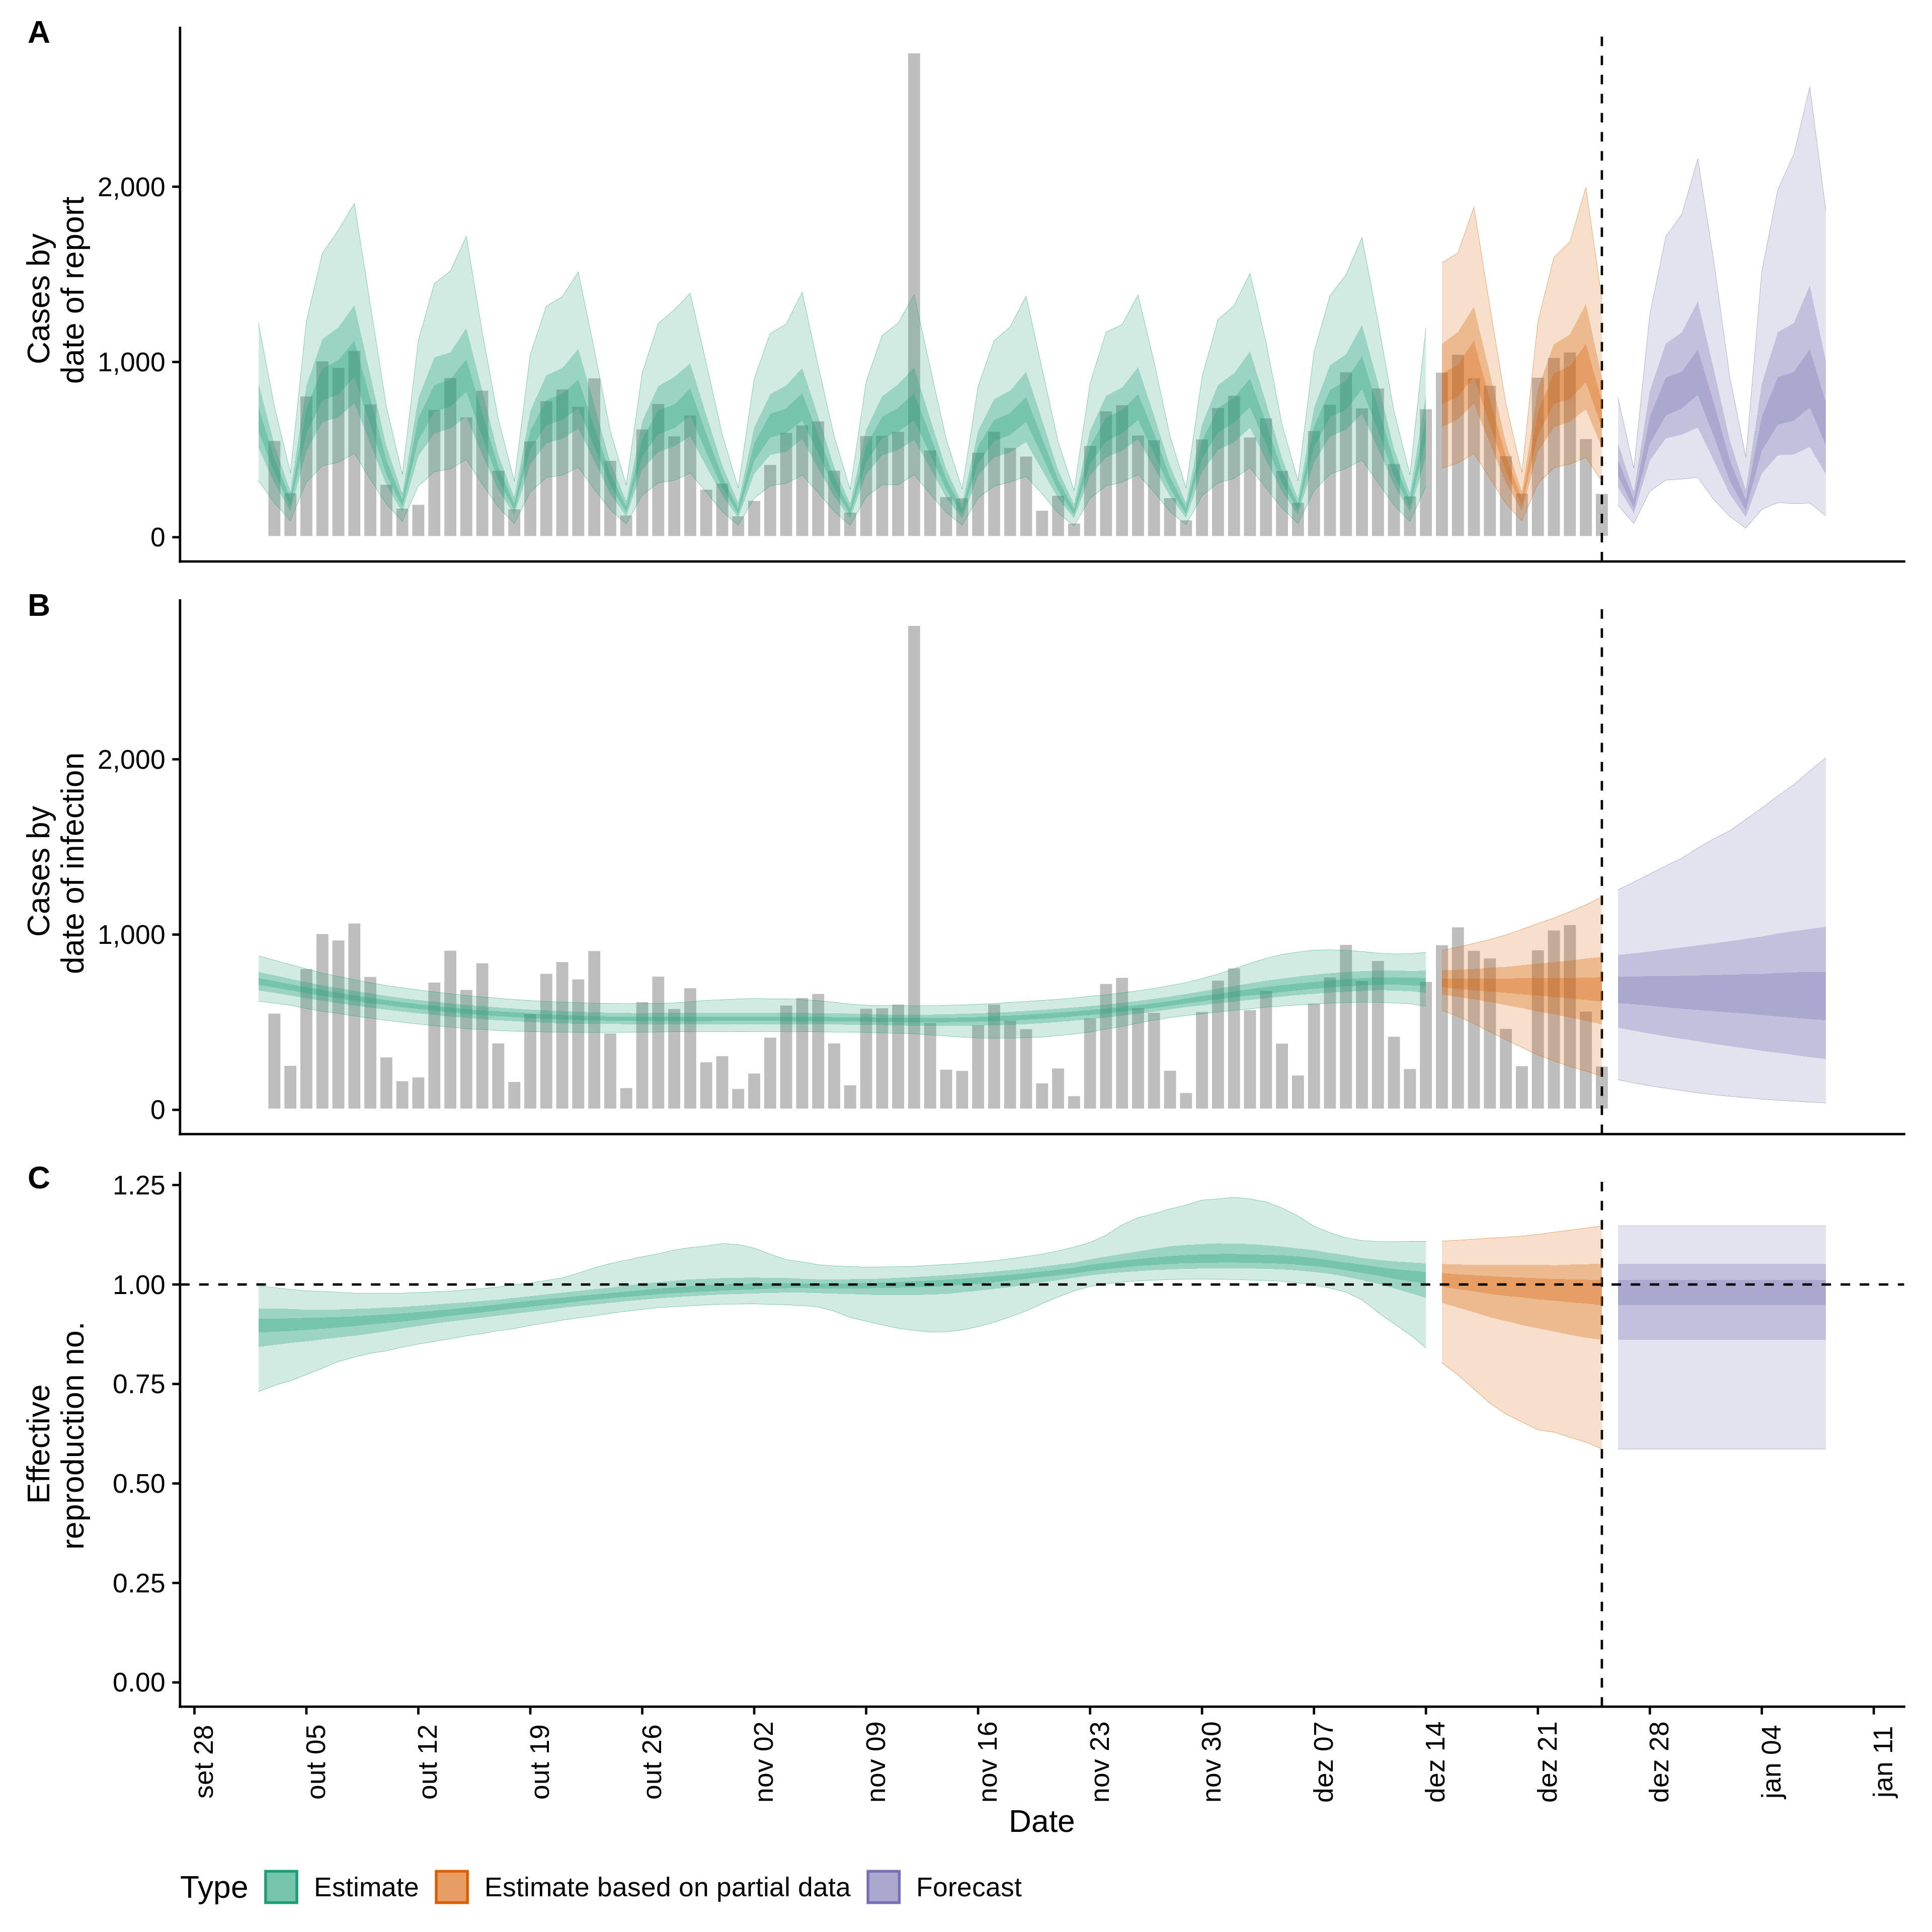 A
Cases by
date of report
2,000
1,000
0
B
Cases by
date of infection
2,000
1,000
0
C
Effective
reproduction no.
1.25
1.00
0.75
0.50
0.25
0.00
set 28
out 05
out 12
out 19
out 26
nov 02
nov 09
nov 16
nov 23
nov 30
dez 07
dez 14
dez 21
dez 28
jan 04
jan 11
Date
Type Estimate Estimate based on partial data Forecast